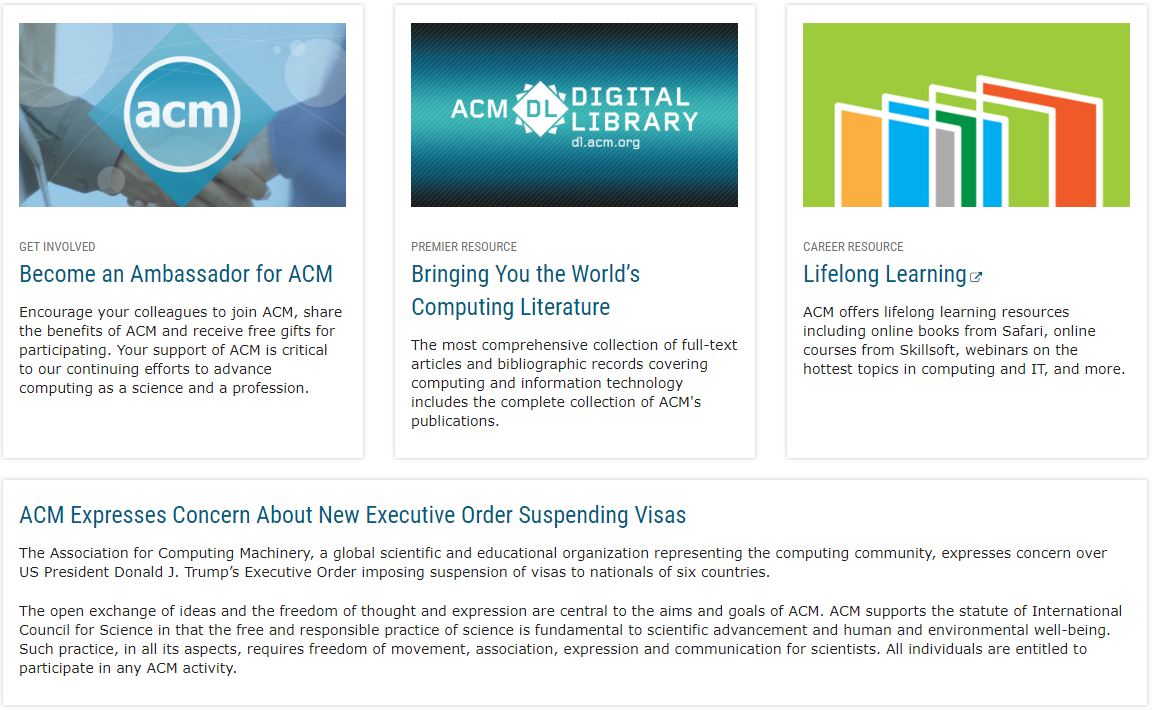 acm
GET INVOLVED
Become an Ambassador for ACM
Encourage your colleagues to join ACM, share
the benefits of ACM and receive free gifts for
participating. Your support of ACM is critical
to our continuing efforts to advance
computing as a science and a profession.
ACM DL DIGITAL
LIBRARY
dl.acm.org
PREMIER RESOURCE
Bringing You the World’s
Computing Literature
The most comprehensive collection of full-text
articles and bibliographic records covering
computing and information technology
includes the complete collection of ACM's
publications.
CAREER RESOURCE
Lifelong Learning
ACM offers lifelong learning resources
including online books from Safari, online
courses from Skillsoft, webinars on the
hottest topics in computing and IT, and more.
ACM Expresses Concern About New Executive Order Suspending Visas
The Association for Computing Machinery, a global scientific and educational organization representing the computing community, expresses concern over
US President Donald J. Trump’s Executive Order imposing suspension of visas to nationals of six countries.
The open exchange of ideas and the freedom of thought and expression are central to the aims and goals of ACM. ACM supports the statute of International
Council for Science in that the free and responsible practice of science is fundamental to scientific advancement and human and environmental well-being.
Such practice, in all its aspects, requires freedom of movement, association, expression and communication for scientists. All individuals are entitled to
participate in any ACM activity.